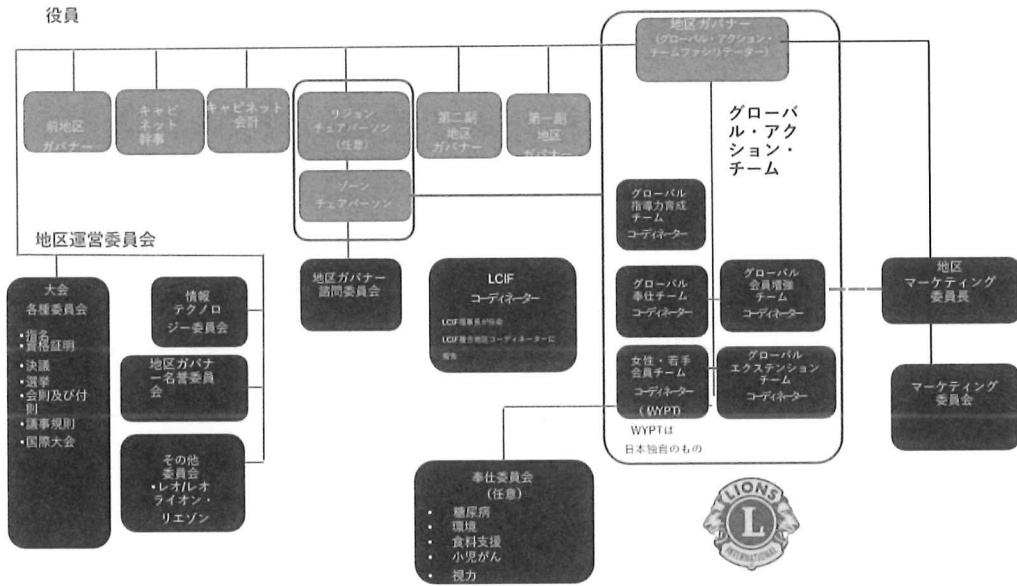 役員
地区ガバナー
(グローバル・アクション・
チームファシリテーター)
前地区
ガバナー
キャビ
ネット
幹事
キャビネット
会計
リジョン
チェアパーソン
(任意)
第二副
地区
ガバナー
第一副
地区
ガバナー
グローバ
ル・アク
ション・
チーム
ゾーン
チェアパーソン
グローバル
指導力育成
チーム
コーディネーター
地区運営委員会
大会
各種委員会
•指名
•資格証明
•決議
•選挙
•会則及び付
則
•議事規則
•国際大会
情報
テクノロ
ジー委員会
地区ガバナ
ー名誉委員
会
その他
委員会
•レオ/レオ
ライオン・
リエゾン
地区ガバナー
諮問委員会
LCIF
コーディネーター
LCIF理事長が任命
LCIF複合地区コーディネーターに
報告
グローバル
奉仕チーム
コーディネーター
グローバル
会員増強
チーム
コーディネーター
地区
マーケティング
委員長
女性・若手
会員チーム
コーディネーター
(WYPT)
グローバル
エクステンション
チーム
コーディネーター
マーケティング
委員会
WYPTは
日本独自のもの
奉仕委員会
(任意)
• 糖尿病
• 環境
• 食料支援
• 小児がん
• 視力
LIONS
L
INTERNATIONAL